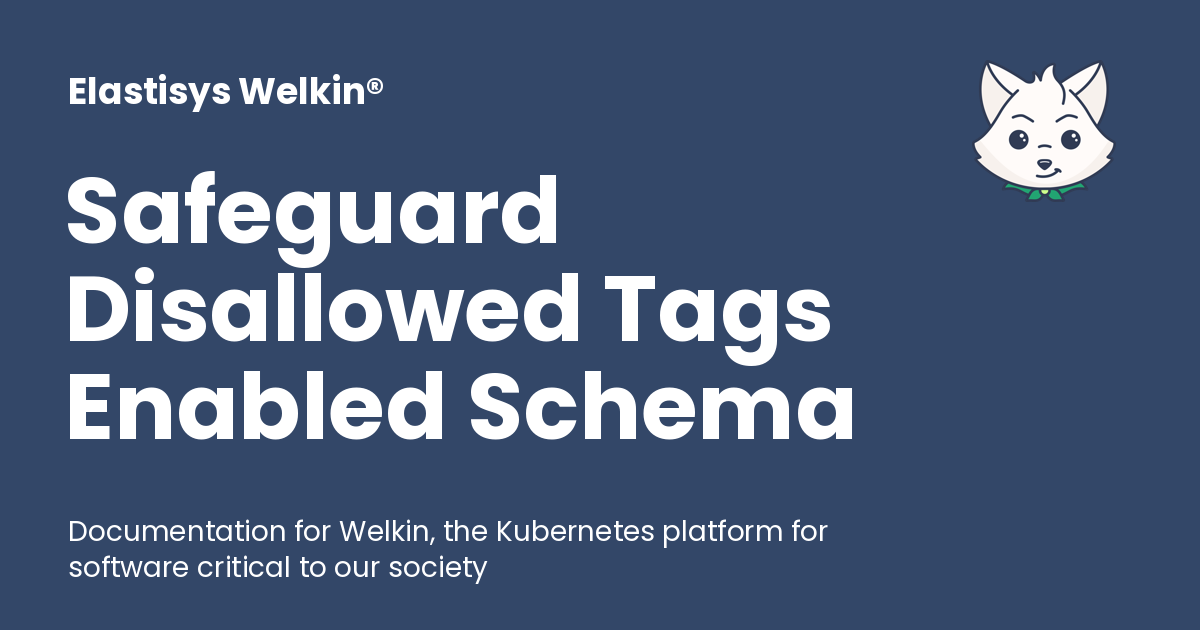 Elastisys Welkin®
Safeguard
Disallowed Tags
Enabled Schema
Documentation for Welkin, the Kubernetes platform for
software critical to our society